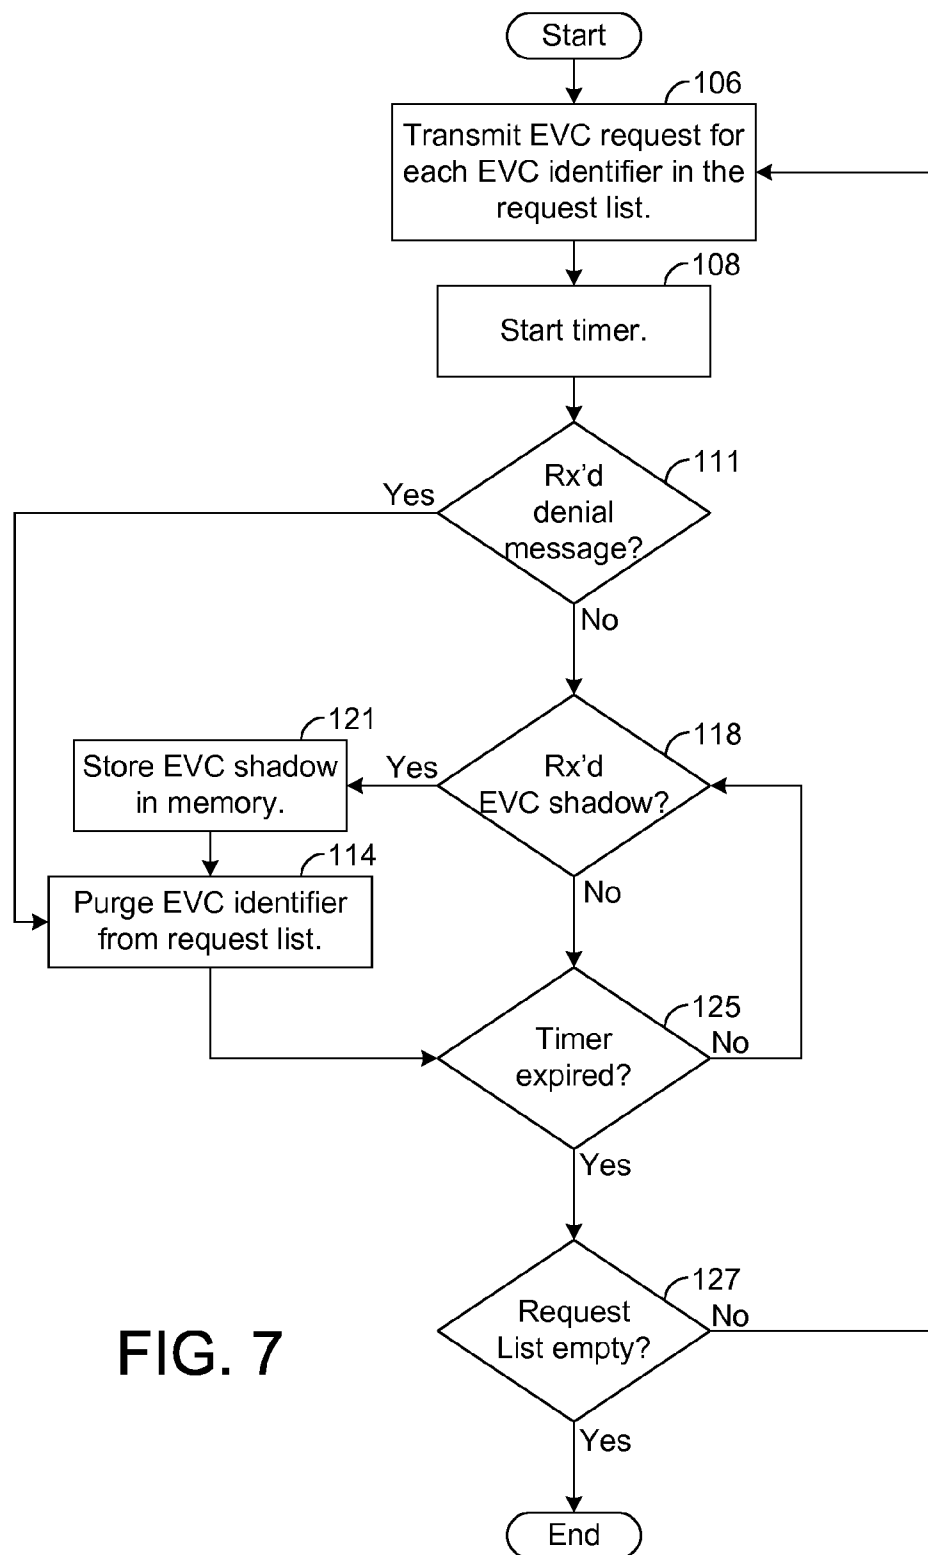 Start
106
Transmit EVC request for
each EVC identifier in the
request list.
108
Start timer.
111
Rx'd
denial
message?
Yes
No
121
Store EVC shadow
in memory.
Yes
118
Rx'd
EVC shadow?
114
Purge EVC identifier
from request list.
No
125
Timer
expired?
No
Yes
127
Request
List empty?
No
FIG. 7
Yes
End